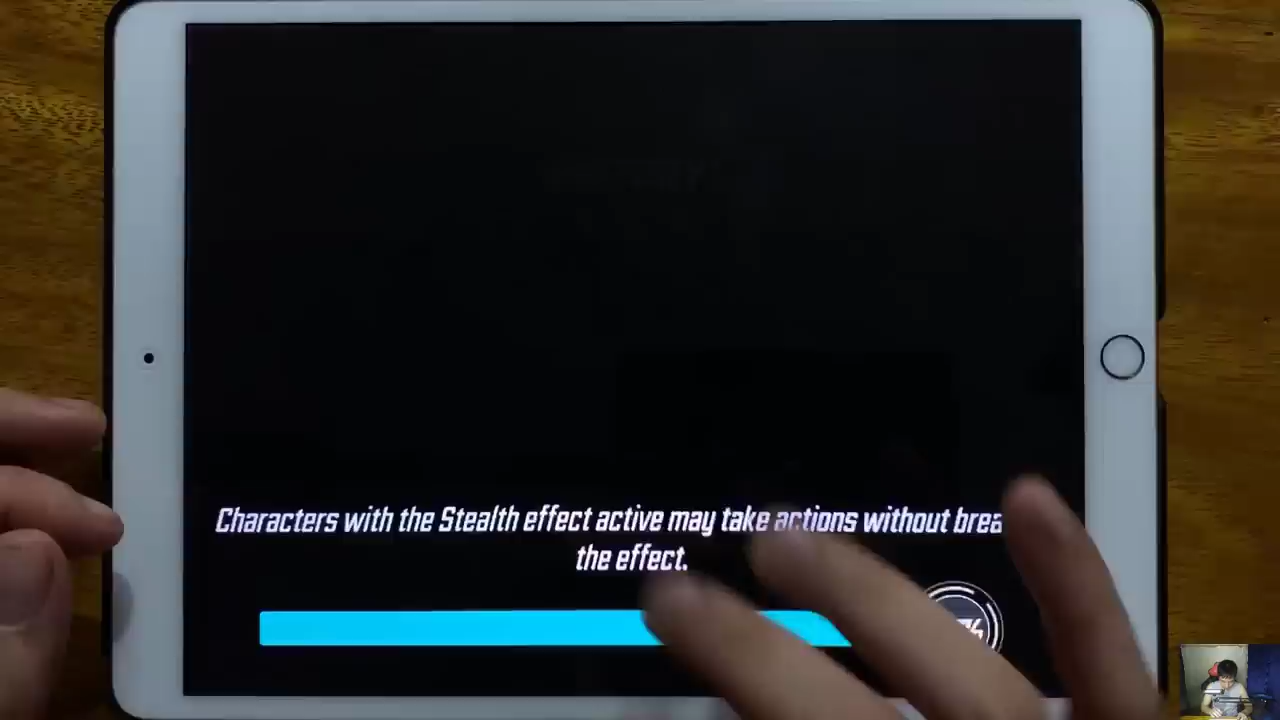 Characters with the Stealth effect active may take actions without brea
the effect.